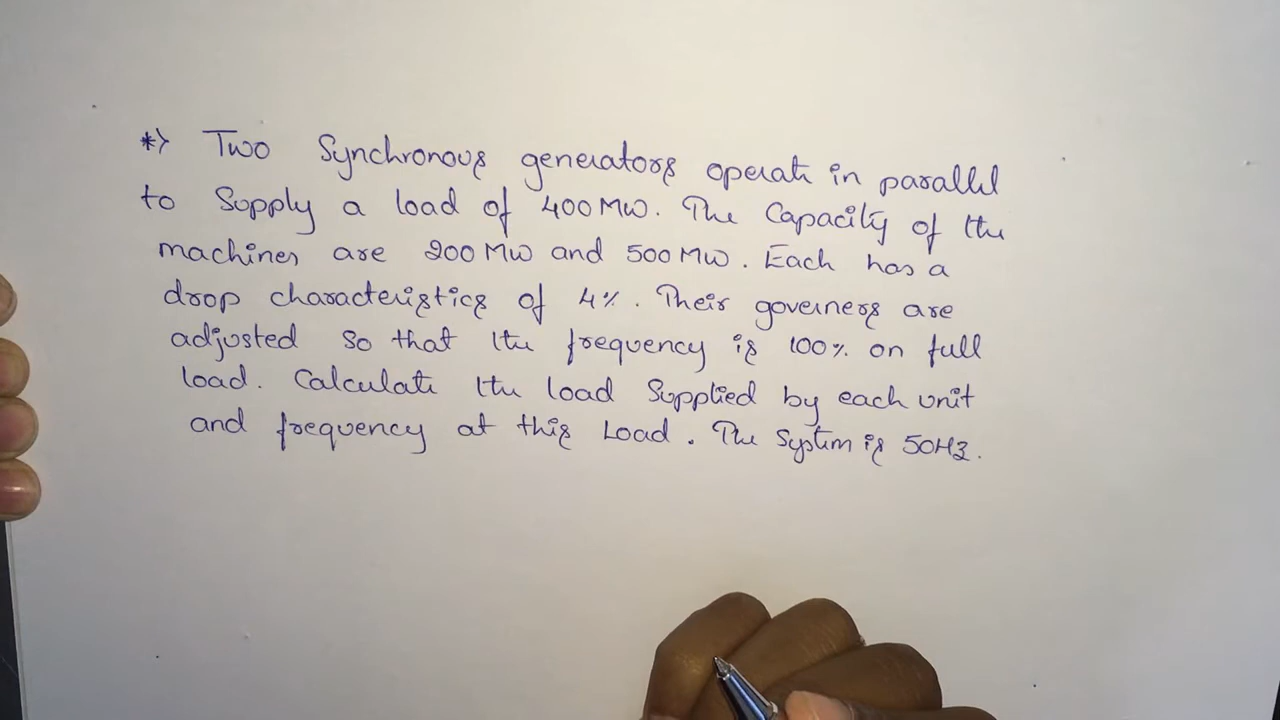 *) Two Synchronous generators operate in parallel
to Supply a load of 400 MW. The Capacity of the
machines are 200 MW and 500 MW. Each has a
drop characteristics of 4%. Their governers are
adjusted so that the frequency is 100% on full
load. Calculate the load Supplied by each unit
and frequency at this Load. The System is 50Hz.